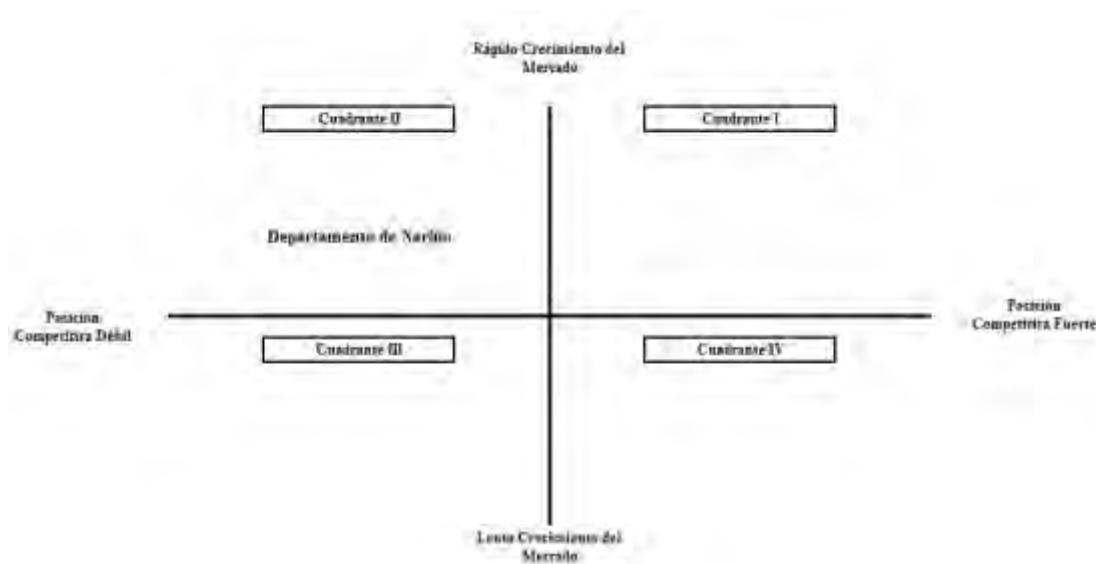 Rápido Crecimiento del
Mercado
Cuadrante II
Cuadrante I
Departamento de Nariño
Posición
Competitiva Débil
Posición
Competitiva Fuerte
Cuadrante III
Cuadrante IV
Lento Crecimiento del
Mercado